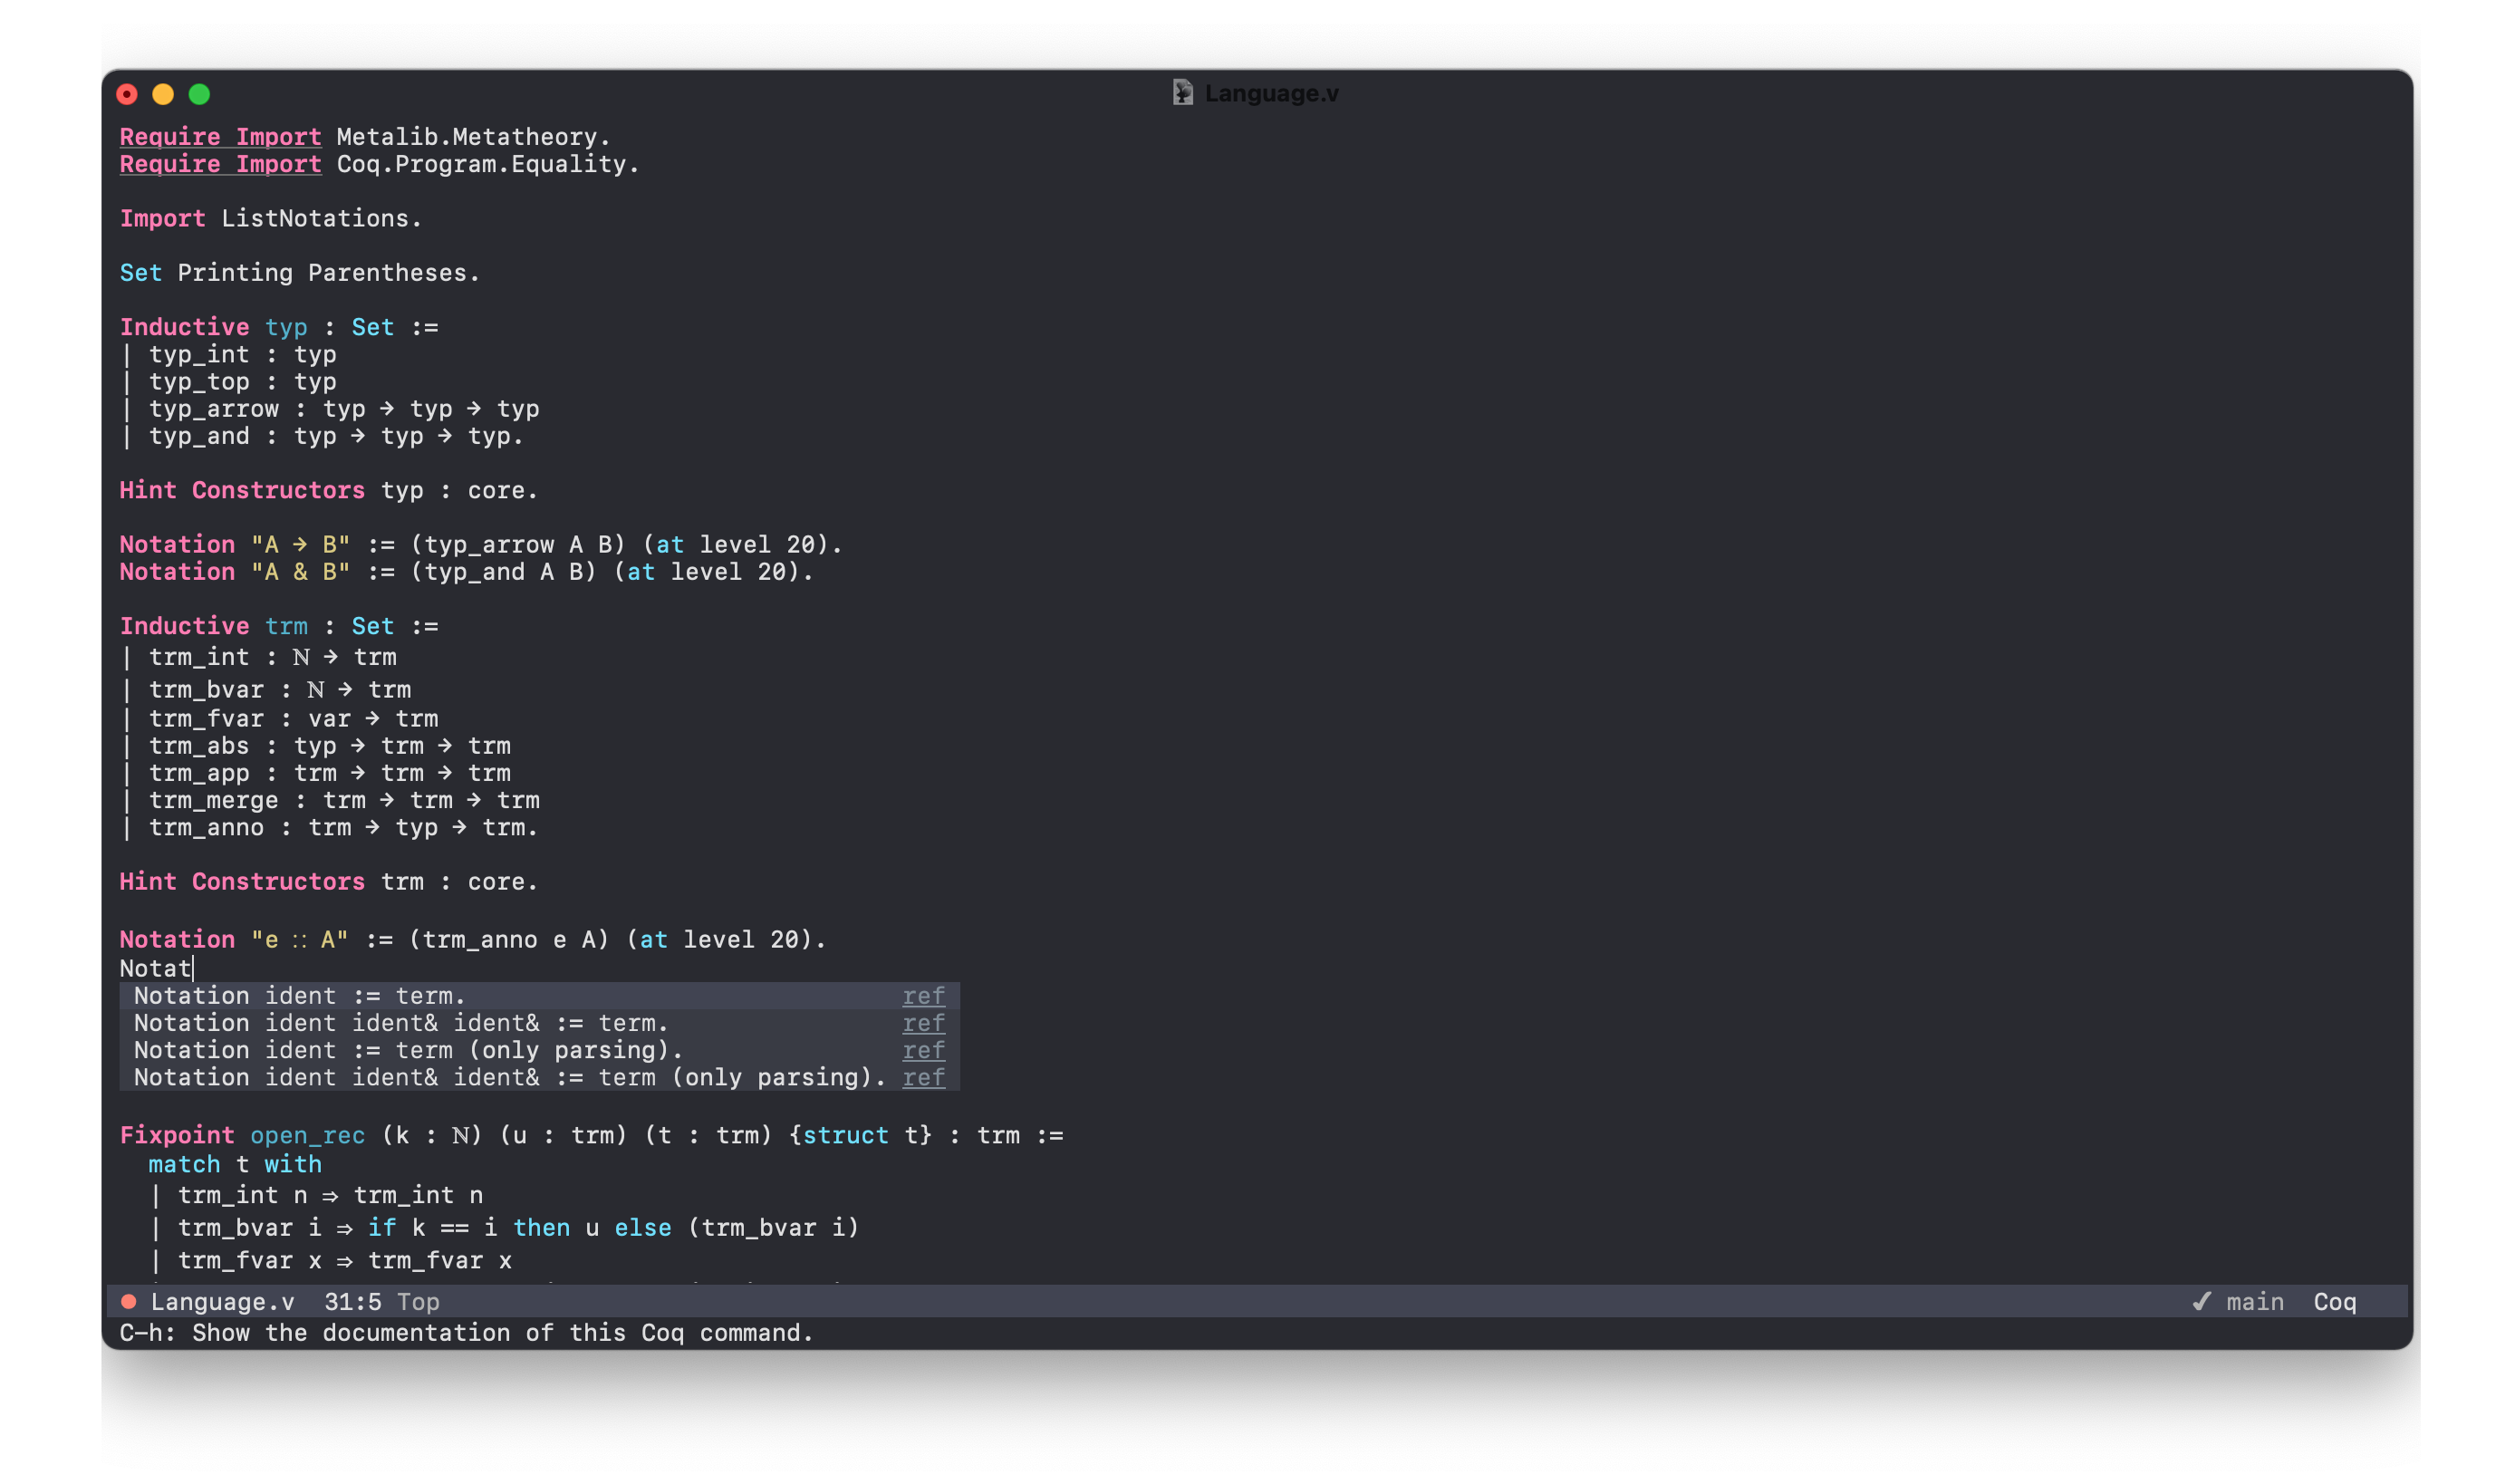 Language.v
Require Import Metalib.Metatheory.
Require Import Coq.Program.Equality.
Import ListNotations.
Set Printing Parentheses.
Inductive typ : Set :=
| typ_int : typ
| typ_top : typ
| typ_arrow : typ → typ → typ
| typ_and : typ → typ → typ.
Hint Constructors typ : core.
Notation "A → B" := (typ_arrow A B) (at level 20).
Notation "A & B" := (typ_and A B) (at level 20).
Inductive trm : Set :=
| trm_int : ℕ → trm
| trm_bvar : ℕ → trm
| trm_fvar : var → trm
| trm_abs : typ → trm → trm
| trm_app : trm → trm → trm
| trm_merge : trm → trm → trm
| trm_anno : trm → typ → trm.
Hint Constructors trm : core.
Notation "e ∷ A" := (trm_anno e A) (at level 20).
Notat
Notation ident := term. ref
Notation ident ident& ident& := term. ref
Notation ident := term (only parsing). ref
Notation ident ident& ident& := term (only parsing). ref
Fixpoint open_rec (k : ℕ) (u : trm) (t : trm) {struct t} : trm :=
match t with
| trm_int n ⇒ trm_int n
| trm_bvar i ⇒ if k == i then u else (trm_bvar i)
| trm_fvar x ⇒ trm_fvar x
Language.v 31:5 Top ✓ main Coq
C-h: Show the documentation of this Coq command.